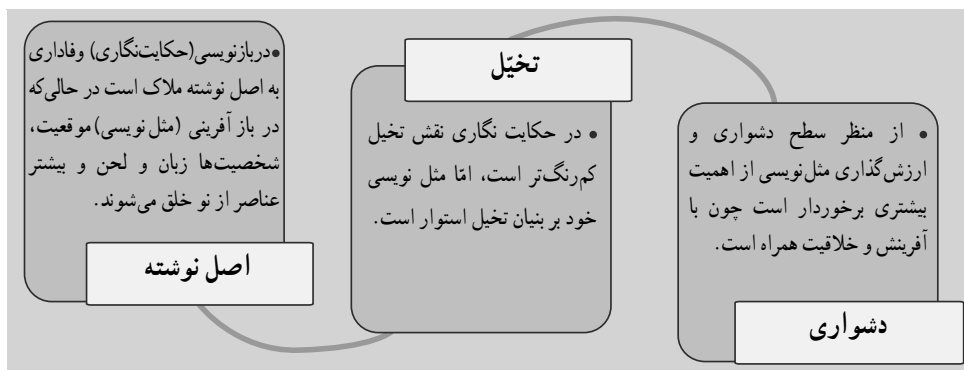 • از منظر سطح دشواری و
ارزش‌گذاری مثل‌نویسی از اهمیت
بیشتری برخوردار است چون با
آفرینش و خلاقیت همراه است.
دشواری
تخیّل
• در حکایت نگاری نقش تخیل
کم‌رنگ‌تر است، امّا مثل نویسی
خود بر بنیان تخیل استوار است.
•دربازنویسی(حکایت‌نگاری) وفاداری
به اصل نوشته ملاک است در حالی‌که
در باز آفرینی (مثل نویسی) موقعیت،
شخصیت‌ها زبان و لحن و بیشتر
عناصر از نو خلق می‌شوند.
اصل نوشته